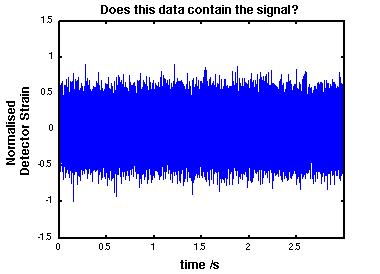 Does this data contain the signal?
1.5
1
0.5
0
-0.5
-1
-1.5
Normalised
Detector Strain
0 0.5 1 1.5 2 2.5
time /s